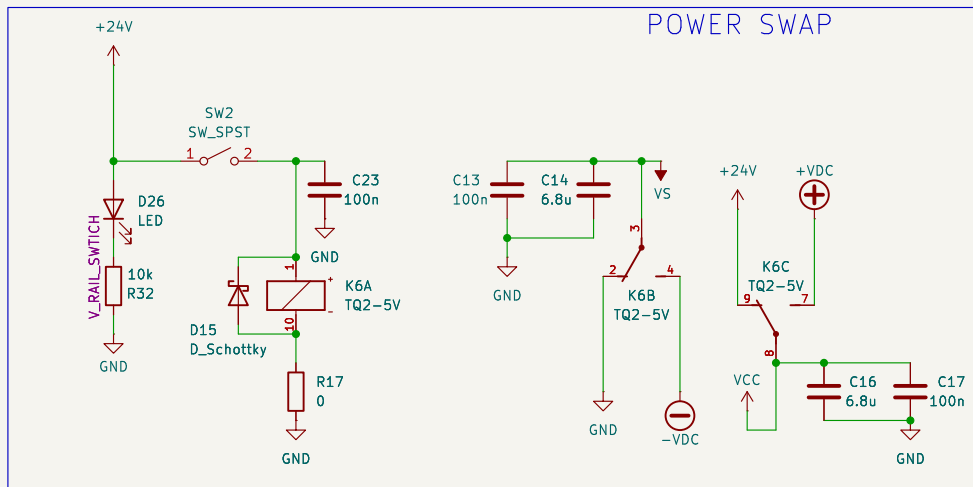 POWER SWAP
+24V
SW2
SW_SPST
1
2
D26
LED
V_RAIL_SWTICH
10k
R32
GND
C23
100n
GND
1
+
K6A
TQ2-5V
-
10
D15
D_Schottky
R17
0
GND
C13
100n
C14
6.8u
VS
3
2
4
GND
K6B
TQ2-5V
GND
-VDC
+24V
+VDC
K6C
TQ2-5V
9
7
8
VCC
C16
6.8u
C17
100n
GND